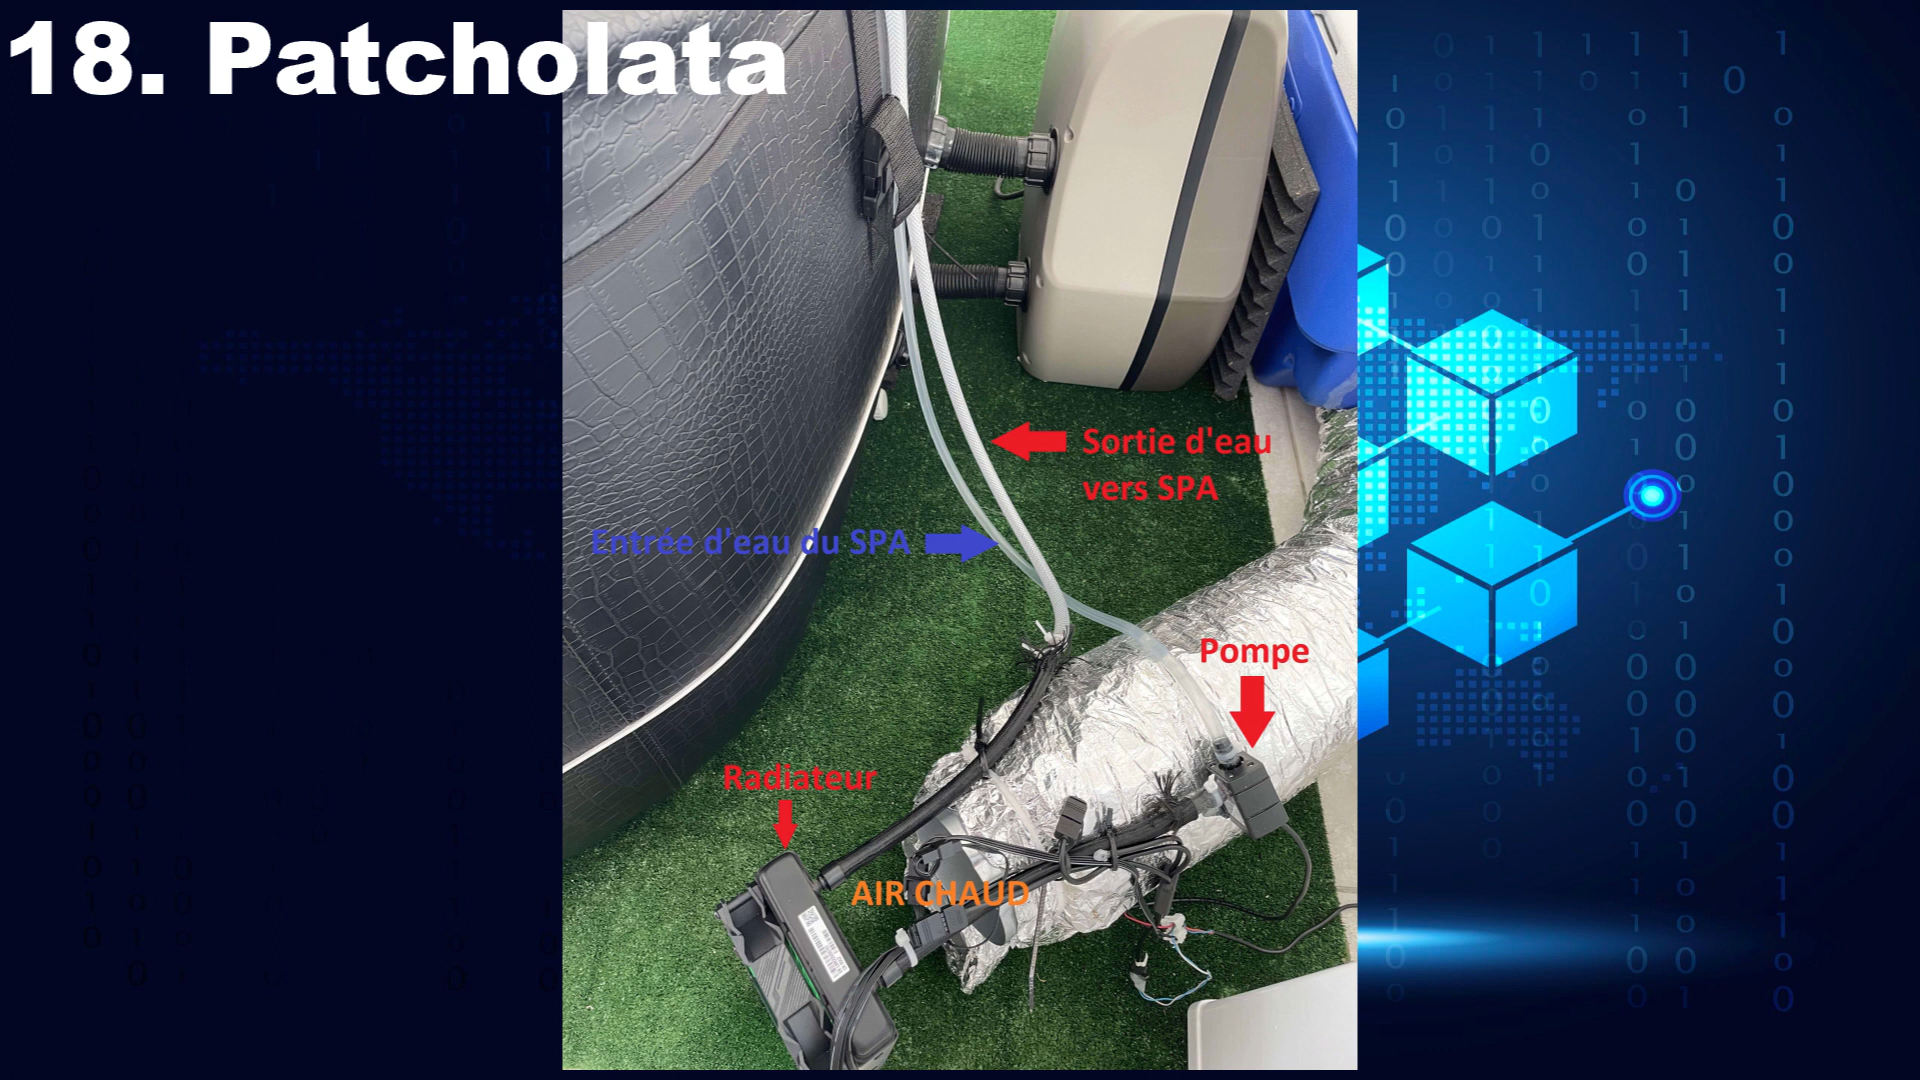 18. Patcholata
Sortie d'eau
vers SPA
Entrée d'eau du SPA
Pompe
Radiateur
AIR CHAUD